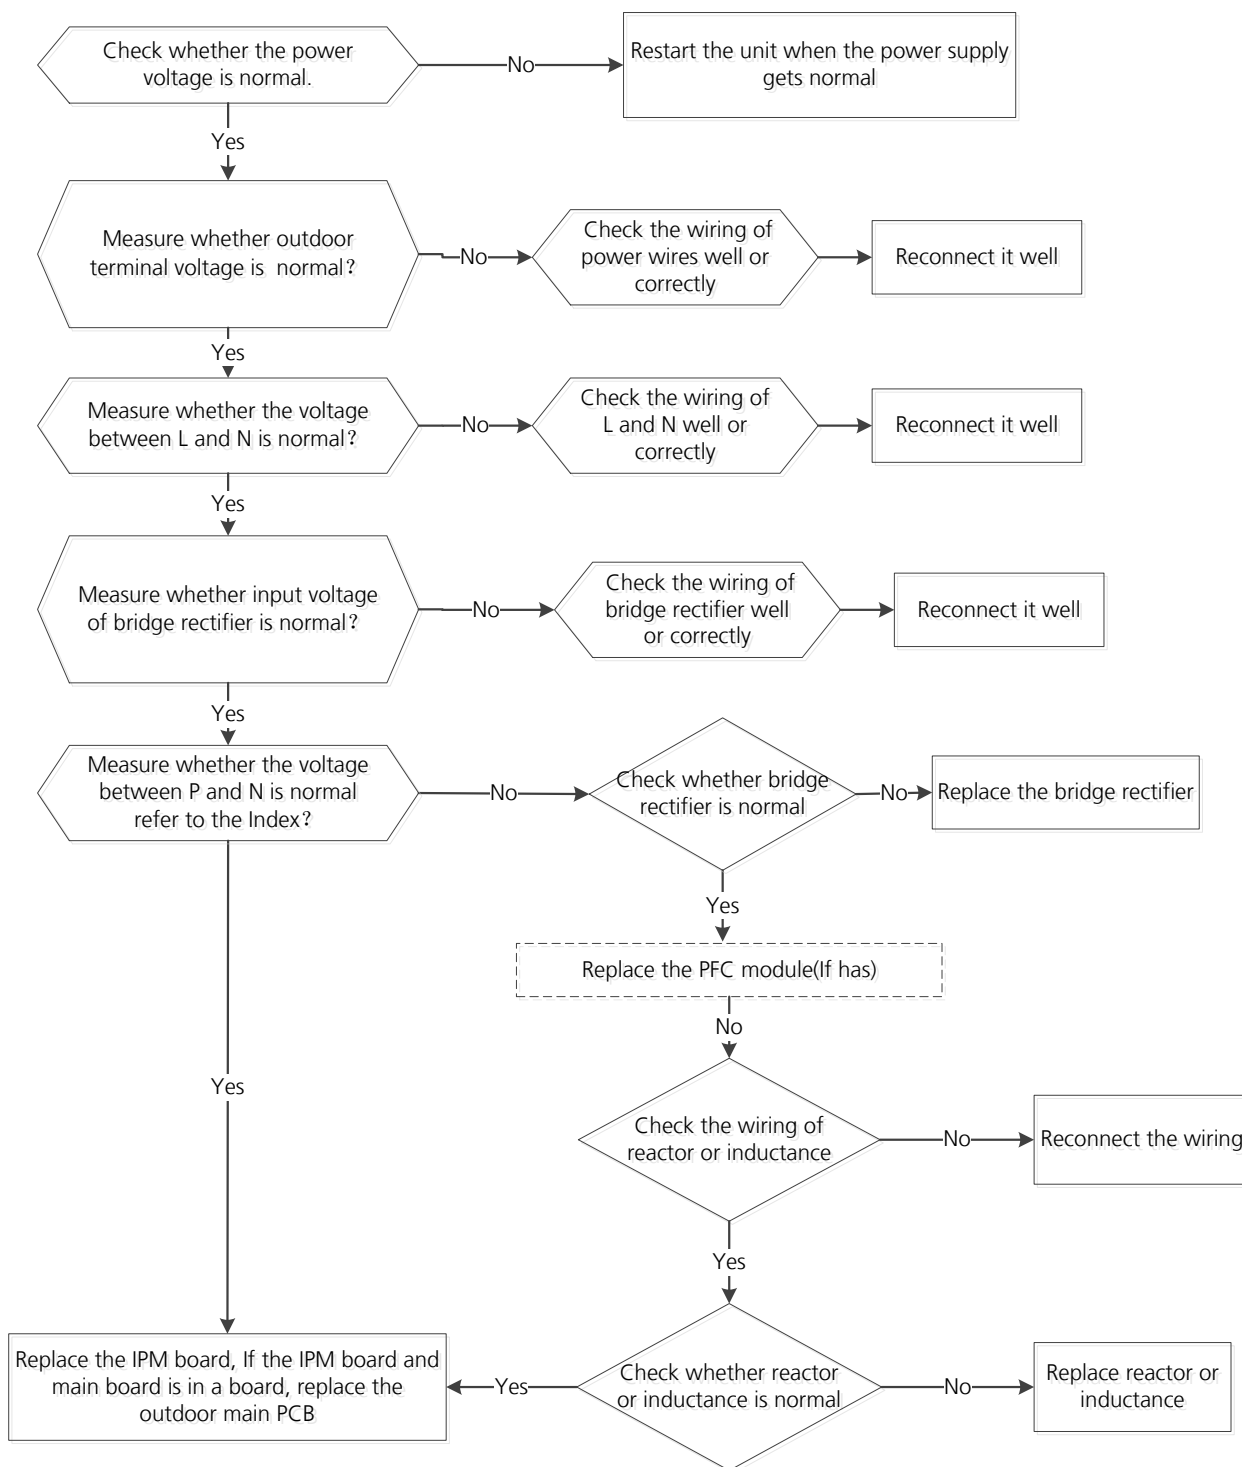 Check whether the power
voltage is normal.
No
Restart the unit when the power supply
gets normal
Yes
Measure whether outdoor
terminal voltage is normal？
No
Check the wiring of
power wires well or
correctly
Reconnect it well
Yes
Measure whether the voltage
between L and N is normal？
No
Check the wiring of
L and N well or
correctly
Reconnect it well
Yes
Measure whether input voltage
of bridge rectifier is normal？
No
Check the wiring of
bridge rectifier well
or correctly
Reconnect it well
Yes
Measure whether the voltage
between P and N is normal
refer to the Index？
No
Check whether bridge
rectifier is normal
No
Replace the bridge rectifier
Yes
Replace the PFC module(If has)
No
Yes
Check the wiring of
reactor or inductance
No
Reconnect the wiring
Yes
Replace the IPM board, If the IPM board and
main board is in a board, replace the
outdoor main PCB
Yes
Check whether reactor
or inductance is normal
No
Replace reactor or
inductance